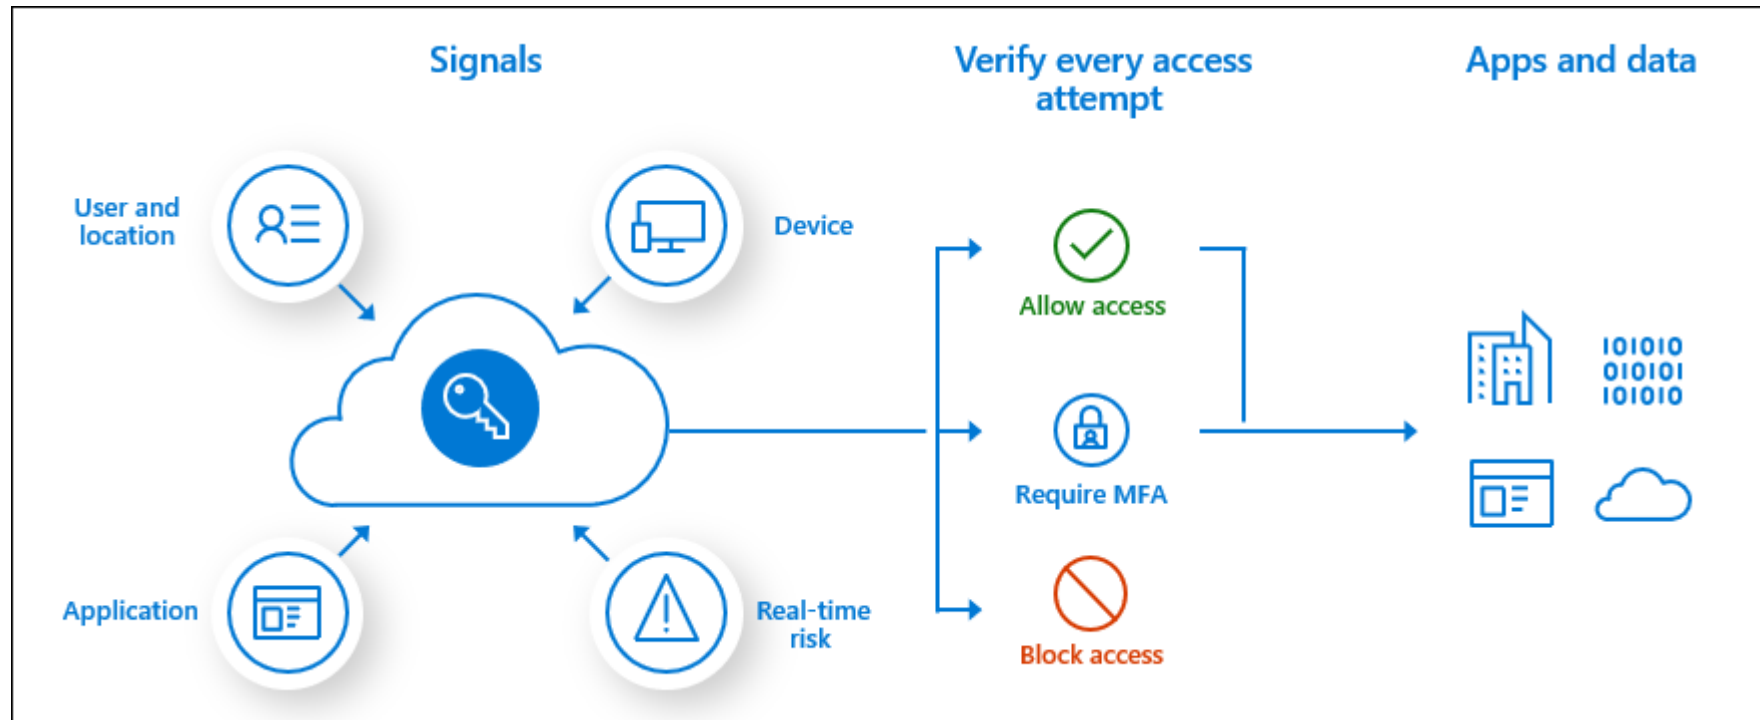 Signals
Verify every access
attempt
Apps and data
User and
location
Device
Allow access
101010
010101
101010
Require MFA
Application
Real-time
risk
Block access